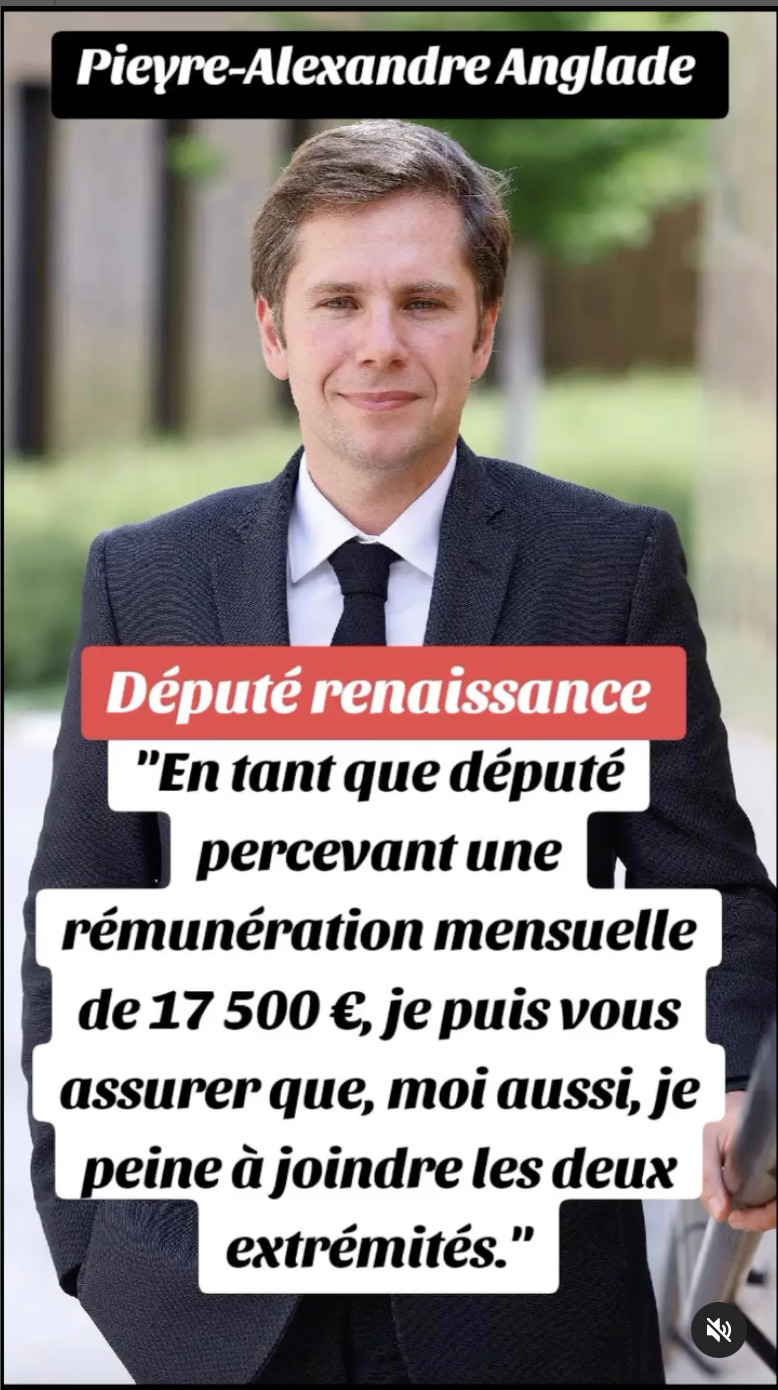 Pieyre-Alexandre Anglade
Député renaissance
"En tant que député
percevant une
rémunération mensuelle
de 17 500 €, je puis vous
assurer que, moi aussi, je
peine à joindre les deux
extrémités."